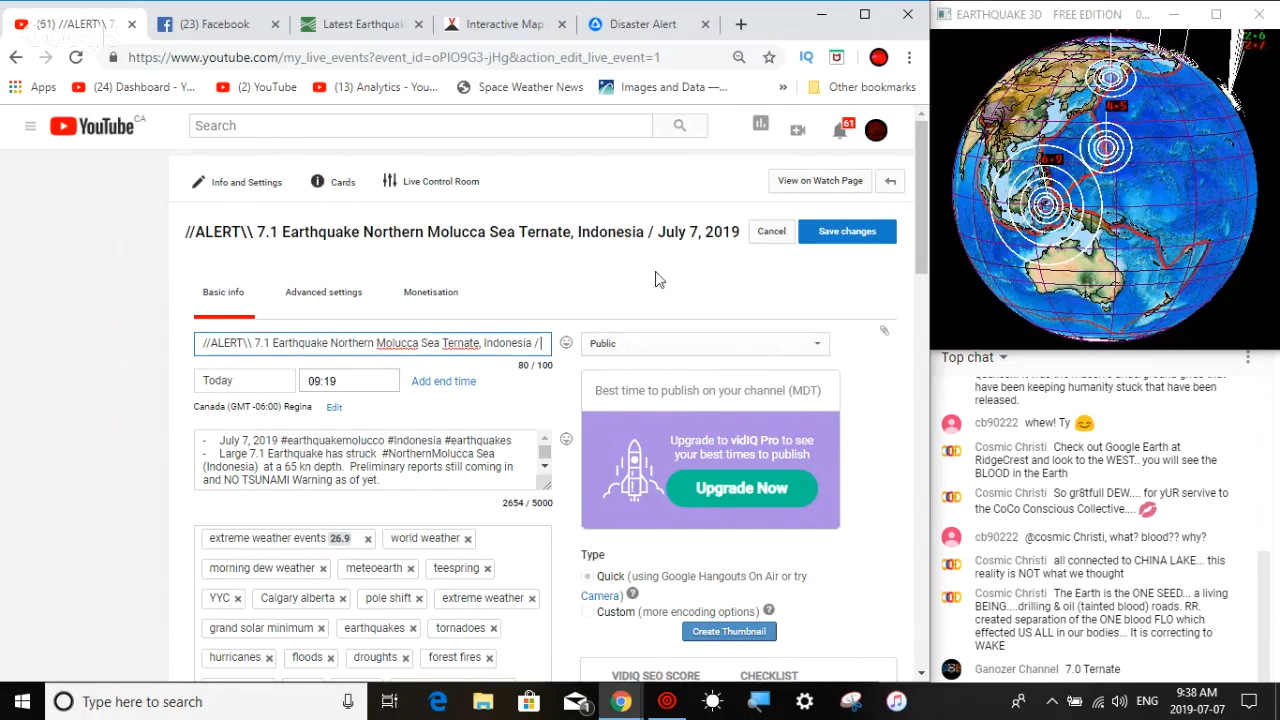 (51) //ALERT\\ 7.1 Earthquake
(23) Facebook
Latest Earthquak
Interactive Map
Disaster Alert
EARTHQUAKE 3D FREE EDITION 0...
https://www.youtube.com/my_live_events?event_id=oPIO9G3-jHg&action_edit_live_event=1
Apps
(24) Dashboard - Y...
(2) YouTube
(13) Analytics - You...
Space Weather News
Images and Data —...
»
Other bookmarks
2•6
2•7
4•5
6•9
YouTube CA
Search
61
Info and Settings
Cards
Live Control Room
View on Watch Page
//ALERT\\ 7.1 Earthquake Northern Molucca Sea Ternate, Indonesia / July 7, 2019
Cancel
Save changes
Basic info
Advanced settings
Monetisation
//ALERT\\ 7.1 Earthquake Northern Molucca Sea Ternate, Indonesia /
80 / 100
Public
Today
09:19
Add end time
Canada (GMT -06:00) Regina
Edit
Best time to publish on your channel (MDT)
Upgrade to vidIQ Pro to see
your best times to publish
Upgrade Now
- July 7, 2019 #earthquakemolucco #Indonesia #earthquakes
- Large 7.1 Earthquake has struck #NorthernMolucca Sea
(Indonesia) at a 65 kn depth. Preliminary reports still coming in
and NO TSUNAMI Warning as of yet.
2654 / 5000
extreme weather events 26.9 ×
world weather ×
morning dew weather ×
meteoearth ×
teespring ×
YYC ×
Calgary alberta ×
pole shift ×
extreme weather ×
grand solar minimum ×
earthquakes ×
tornadoes ×
hurricanes ×
floods ×
droughts ×
forest fires ×
Type
Quick (using Google Hangouts On Air or try
Camera)
Custom (more encoding options)
Create Thumbnail
VIDIQ SEO SCORE
CHECKLIST
Top chat
have been keeping humanity stuck that have been
released.
cb90222 whew! Ty
Cosmic Christi Check out Google Earth at
RidgeCrest and look to the WEST.. you will see the
BLOOD in the Earth
Cosmic Christi So gr8tfull DEW.... for yUR servive to
the CoCo Conscious Collective....
cb90222 @cosmic Christi, what? blood?? why?
Cosmic Christi all connected to CHINA LAKE... this
reality is NOT what we thought
Cosmic Christi The Earth is the ONE SEED... a living
BEING....drilling & oil (tainted blood) roads. RR.
created separation of the ONE blood FLO which
effected US ALL in our bodies... It is correcting to
WAKE
Ganozer Channel 7.0 Ternate
Type here to search
1
ENG
9:38 AM
2019-07-07